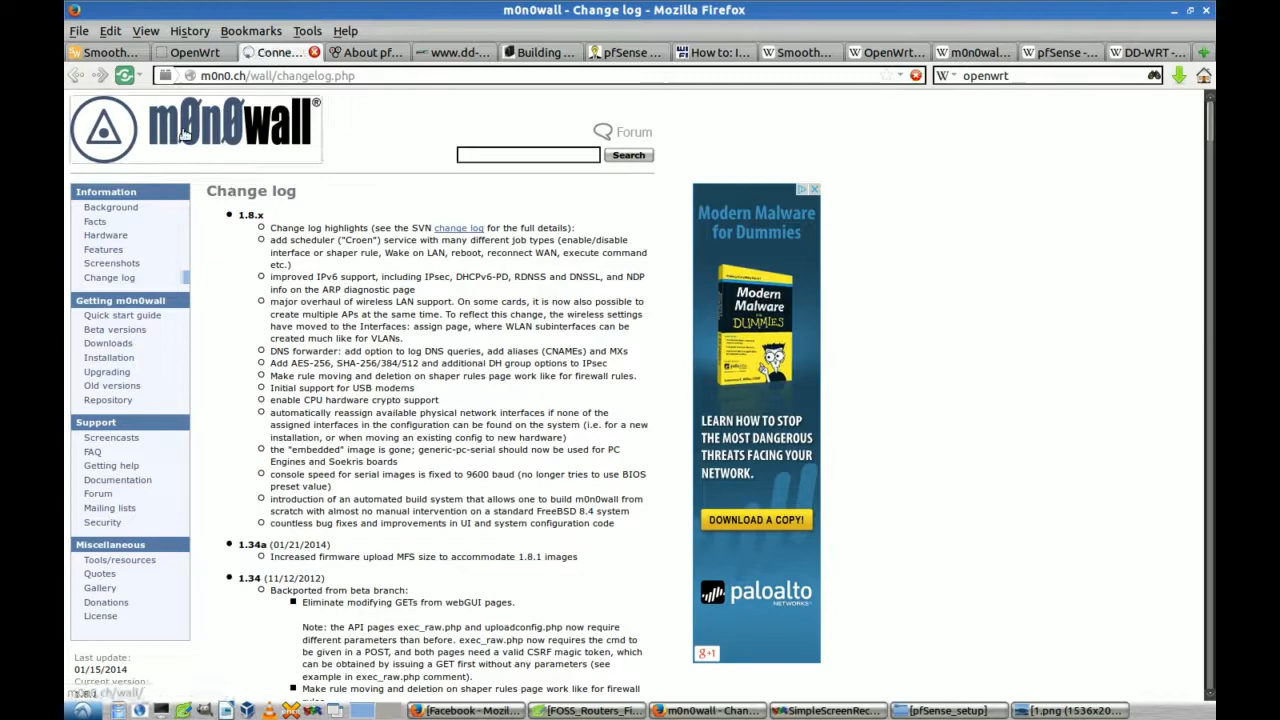 m0n0wall - Change log - Mozilla Firefox
File Edit View History Bookmarks Tools Help
Smooth... OpenWrt Conne... About pf... www.dd-... Building ... pfSense ... How to: I... Smooth... OpenWrt... m0n0wal... pfSense -... DD-WRT -...
m0n0.ch/wall/changelog.php
openwrt
m0n0wall®
Forum
Search
Information
Background
Facts
Hardware
Features
Screenshots
Change log
Getting m0n0wall
Quick start guide
Beta versions
Downloads
Installation
Upgrading
Old versions
Repository
Support
Screencasts
FAQ
Getting help
Documentation
Forum
Mailing lists
Security
Miscellaneous
Tools/resources
Quotes
Gallery
Donations
License
Last update:
01/15/2014
Current version:
1.8.1
m0n0.ch/wall/
Change log
1.8.x
Change log highlights (see the SVN change log for the full details):
add scheduler ("Croen") service with many different job types (enable/disable
interface or shaper rule, Wake on LAN, reboot, reconnect WAN, execute command
etc.)
improved IPv6 support, including IPsec, DHCPv6-PD, RDNSS and DNSSL, and NDP
info on the ARP diagnostic page
major overhaul of wireless LAN support. On some cards, it is now also possible to
create multiple APs at the same time. To reflect this change, the wireless settings
have moved to the Interfaces: assign page, where WLAN subinterfaces can be
created much like for VLANs.
DNS forwarder: add option to log DNS queries, add aliases (CNAMEs) and MXs
Add AES-256, SHA-256/384/512 and additional DH group options to IPsec
Make rule moving and deletion on shaper rules page work like for firewall rules.
Initial support for USB modems
enable CPU hardware crypto support
automatically reassign available physical network interfaces if none of the
assigned interfaces in the configuration can be found on the system (i.e. for a new
installation, or when moving an existing config to new hardware)
the "embedded" image is gone; generic-pc-serial should now be used for PC
Engines and Soekris boards
console speed for serial images is fixed to 9600 baud (no longer tries to use BIOS
preset value)
introduction of an automated build system that allows one to build m0n0wall from
scratch with almost no manual intervention on a standard FreeBSD 8.4 system
countless bug fixes and improvements in UI and system configuration code
1.34a (01/21/2014)
Increased firmware upload MFS size to accommodate 1.8.1 images
1.34 (11/12/2012)
Backported from beta branch:
Eliminate modifying GETs from webGUI pages.
Note: the API pages exec_raw.php and uploadconfig.php now require
different parameters than before. exec_raw.php now requires the cmd to
be given in a POST, and both pages need a valid CSRF magic token, which
can be obtained by issuing a GET first without any parameters (see
example in exec_raw.php comment).
Make rule moving and deletion on shaper rules page work like for firewall
Modern Malware
for Dummies
Modern
Malware
FOR
DUMMIES
LEARN HOW TO STOP
THE MOST DANGEROUS
THREATS FACING YOUR
NETWORK.
DOWNLOAD A COPY!
paloalto
NETWORKS
g+1
[Facebook - Mozil... [FOSS_Routers_Fi... m0n0wall - Chan... SimpleScreenRec... [pfSense_setup] [1.png (1536x20...